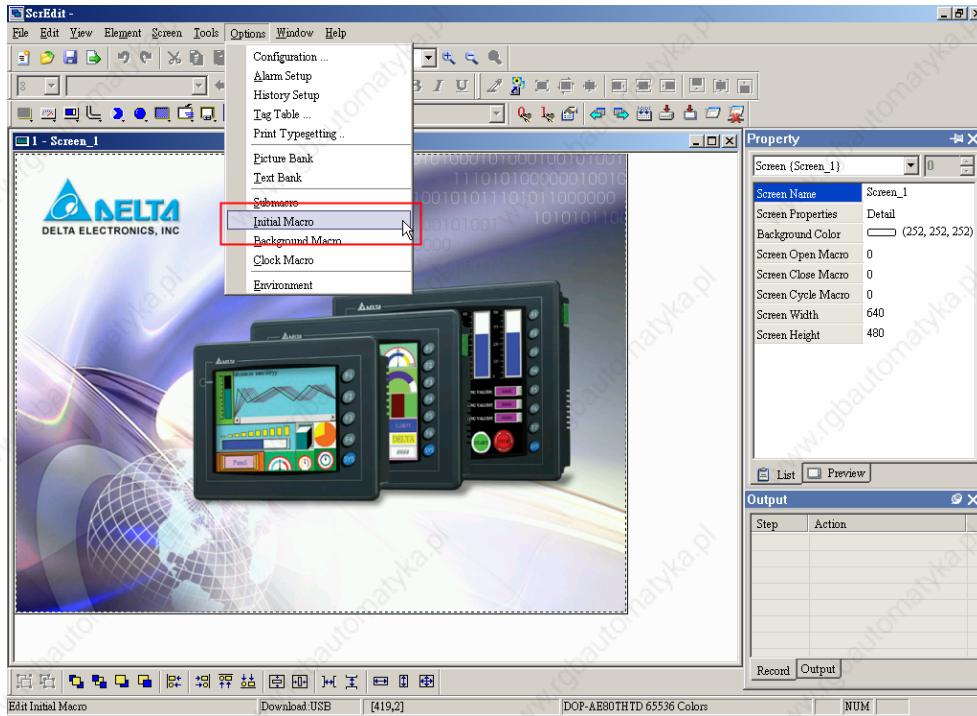 ScrEdit -
File Edit View Element Screen Tools Options Window Help
Configuration ...
Alarm Setup
History Setup
Tag Table ...
Print Typegetting ..
Picture Bank
Text Bank
Submacro
Initial Macro
Background Macro
Clock Macro
Environment
8
B I U
1 - Screen_1
DELTA
DELTA ELECTRONICS, INC
Property
Screen {Screen_1}
0
Screen Name Screen_1
Screen Properties Detail
Background Color (252, 252, 252)
Screen Open Macro 0
Screen Close Macro 0
Screen Cycle Macro 0
Screen Width 640
Screen Height 480
List Preview
Output
Step Action
Record Output
Edit Initial Macro Download:USB [419,2] DOP-AE80THTD 65536 Colors NUM
www.rgbautomatyka.pl